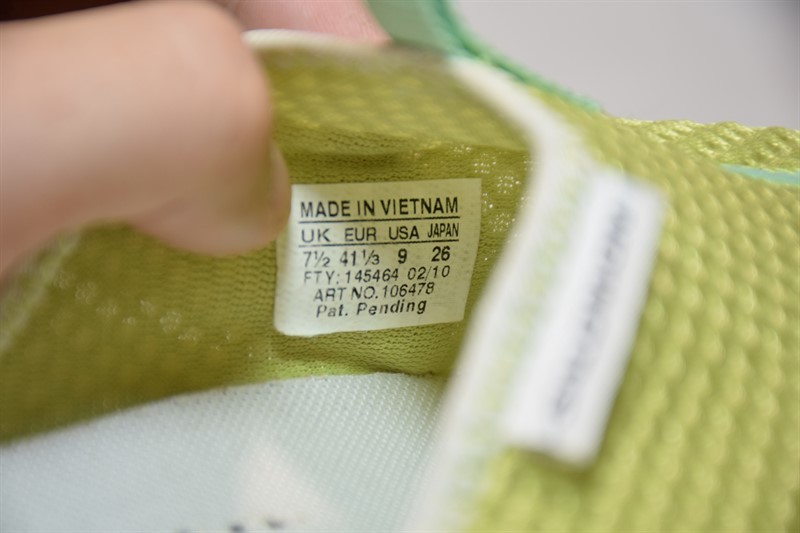 MADE IN VIETNAM
UK EUR USA JAPAN
7½ 41⅓ 9 26
FTY: 145464 02/10
ART NO. 106478
Pat. Pending